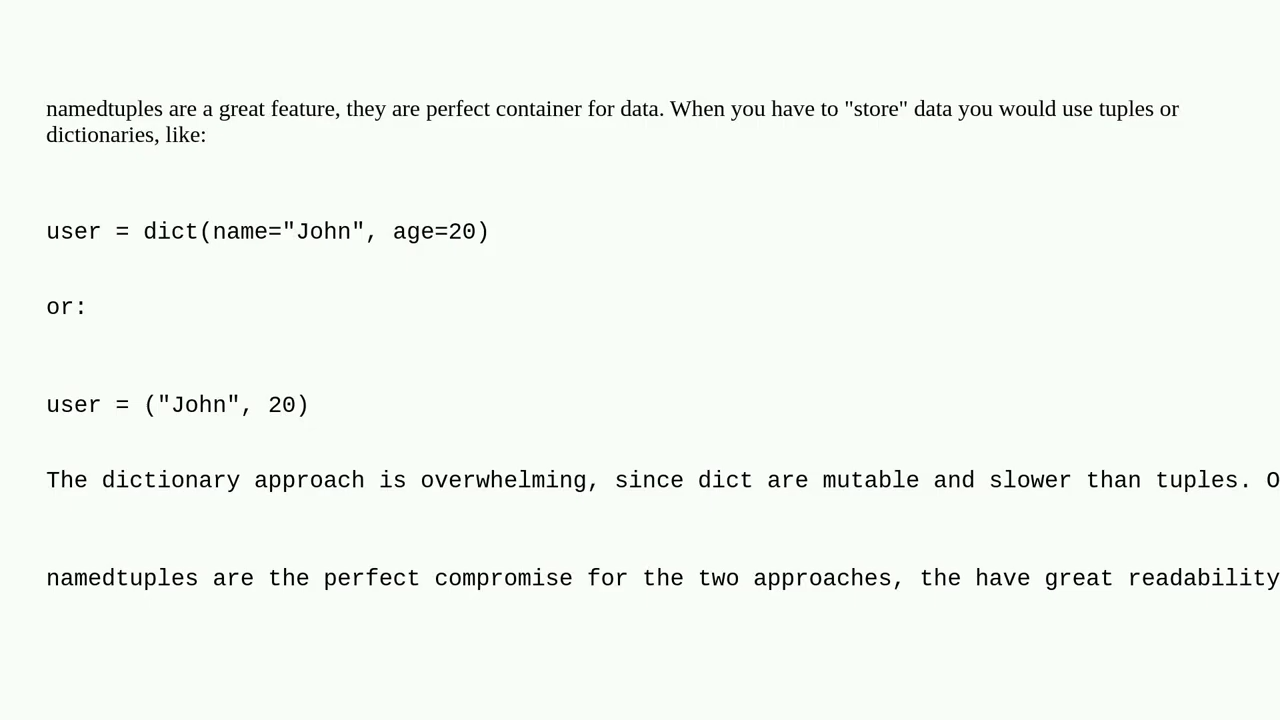 namedtuples are a great feature, they are perfect container for data. When you have to "store" data you would use tuples or
dictionaries, like:
user = dict(name="John", age=20)
or:
user = ("John", 20)
The dictionary approach is overwhelming, since dict are mutable and slower than tuples. O
namedtuples are the perfect compromise for the two approaches, the have great readability